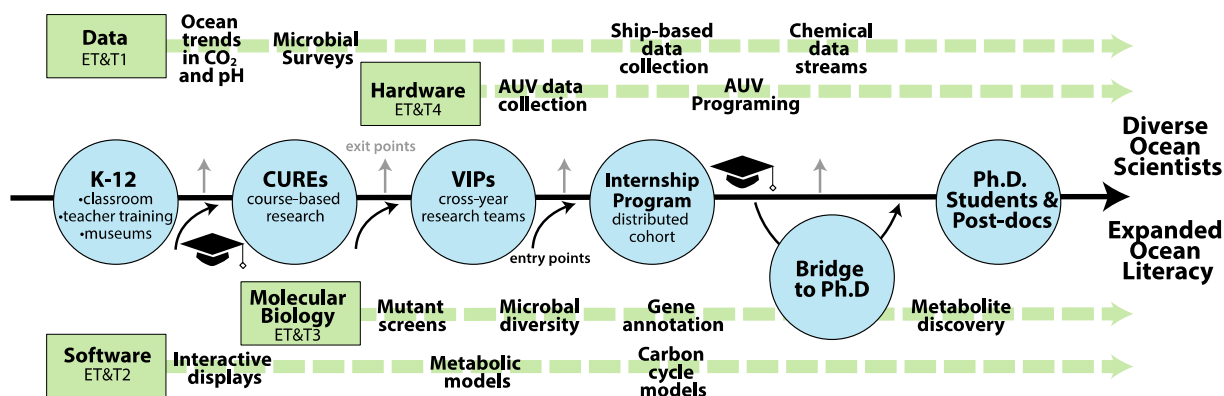 Data
ET&T1
Ocean
trends
in CO₂
and pH
Microbial
Surveys
Ship-based
data
collection
Chemical
data
streams
Hardware
ET&T4
AUV data
collection
AUV
Programing
exit points
K-12
•classroom
•teacher training
•museums
CUREs
course-based
research
VIPs
cross-year
research teams
Internship
Program
distributed
cohort
Ph.D.
Students &
Post-docs
Diverse
Ocean
Scientists
Expanded
Ocean
Literacy
entry points
Bridge
to Ph.D
Molecular
Biology
ET&T3
Mutant
screens
Microbal
diversity
Gene
annotation
Metabolite
discovery
Software
ET&T2
Interactive
displays
Metabolic
models
Carbon
cycle
models